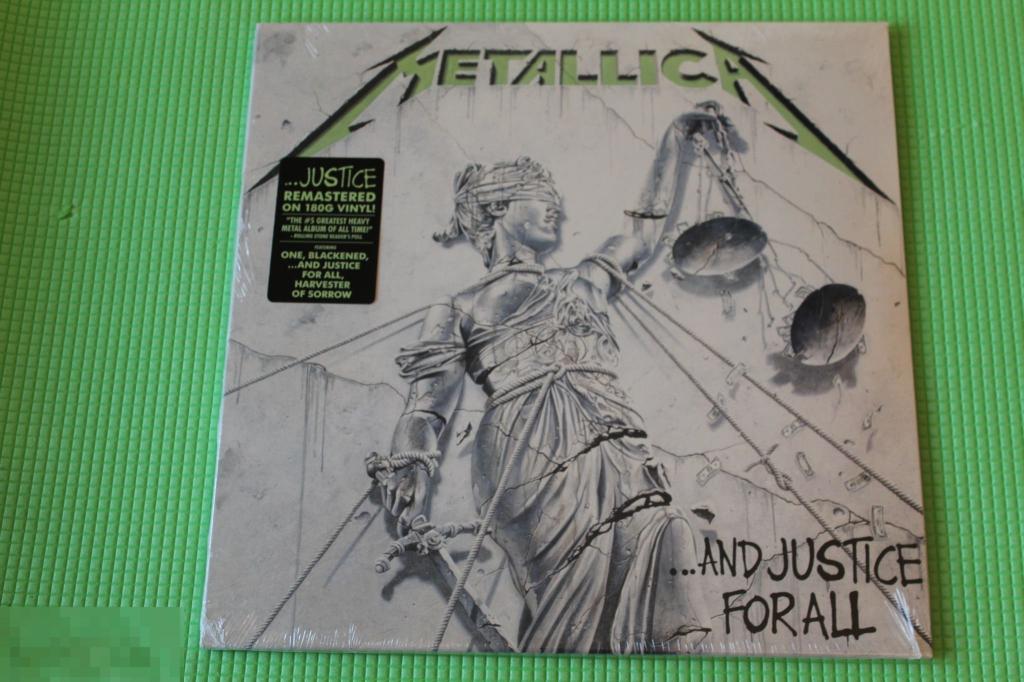 METALLICA
...JUSTICE
REMASTERED
ON 180G VINYL!
"THE #5 GREATEST HEAVY
METAL ALBUM OF ALL TIME!"
- ROLLING STONE READER'S POLL
FEATURING
ONE, BLACKENED,
...AND JUSTICE
FOR ALL,
HARVESTER
OF SORROW
...AND JUSTICE
FOR ALL